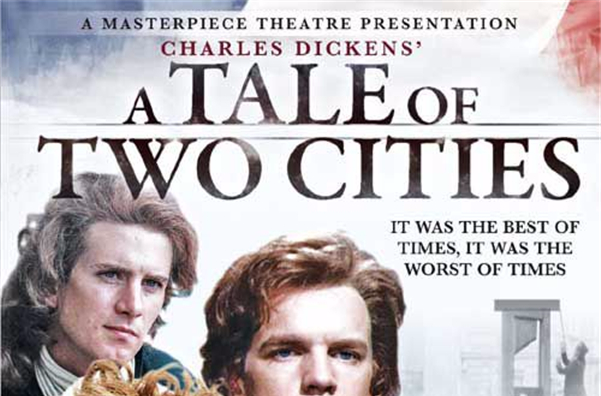 A MASTERPIECE THEATRE PRESENTATION
CHARLES DICKENS’
A TALE OF
TWO CITIES
IT WAS THE BEST OF
TIMES, IT WAS THE
WORST OF TIMES